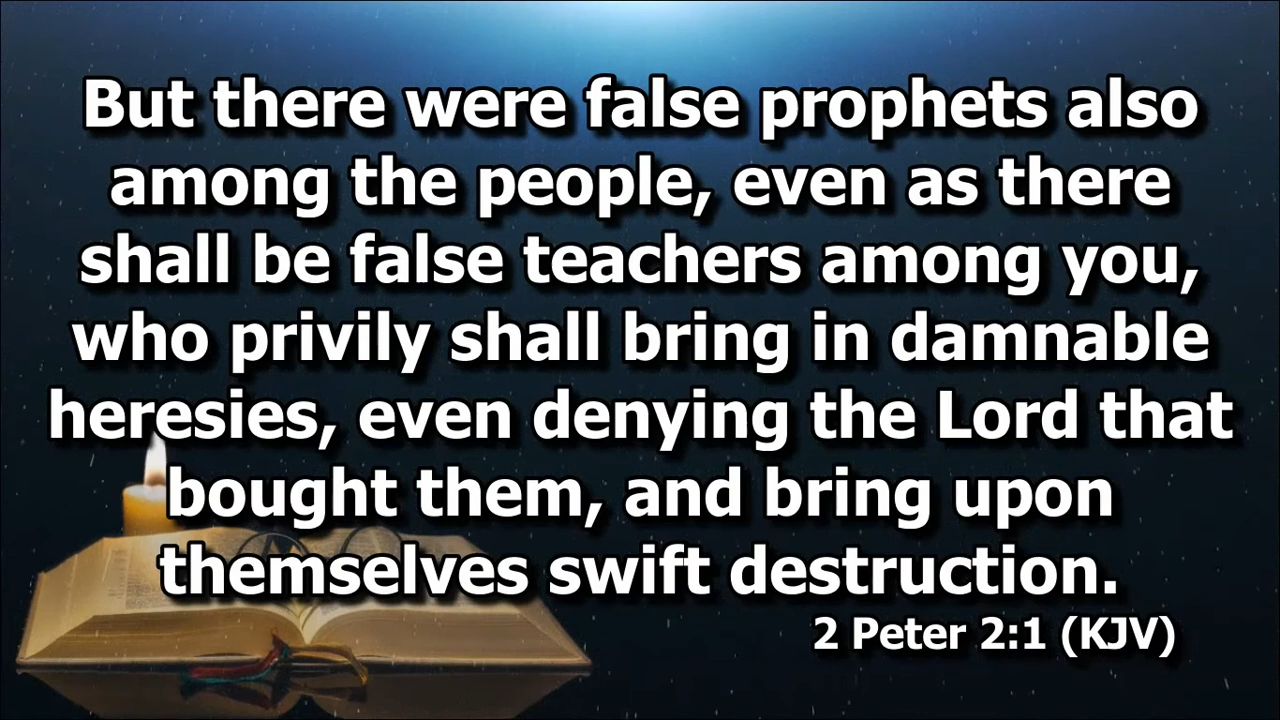 But there were false prophets also
among the people, even as there
shall be false teachers among you,
who privily shall bring in damnable
heresies, even denying the Lord that
bought them, and bring upon
themselves swift destruction.
2 Peter 2:1 (KJV)